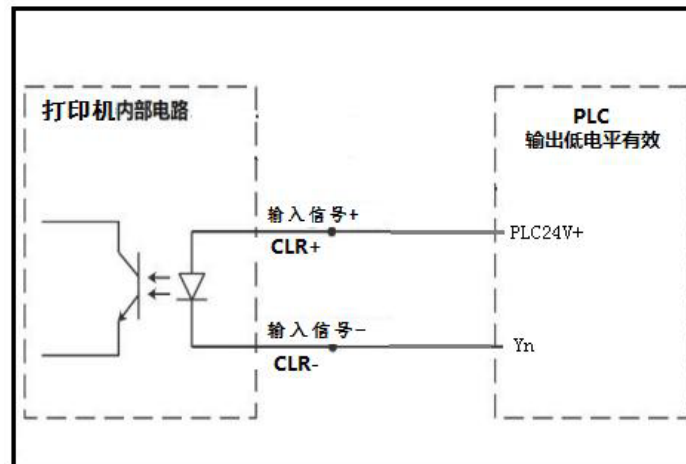 打印机内部电路
PLC
输出低电平有效
输入信号+
CLR+
PLC24V+
输入信号-
CLR-
Yn